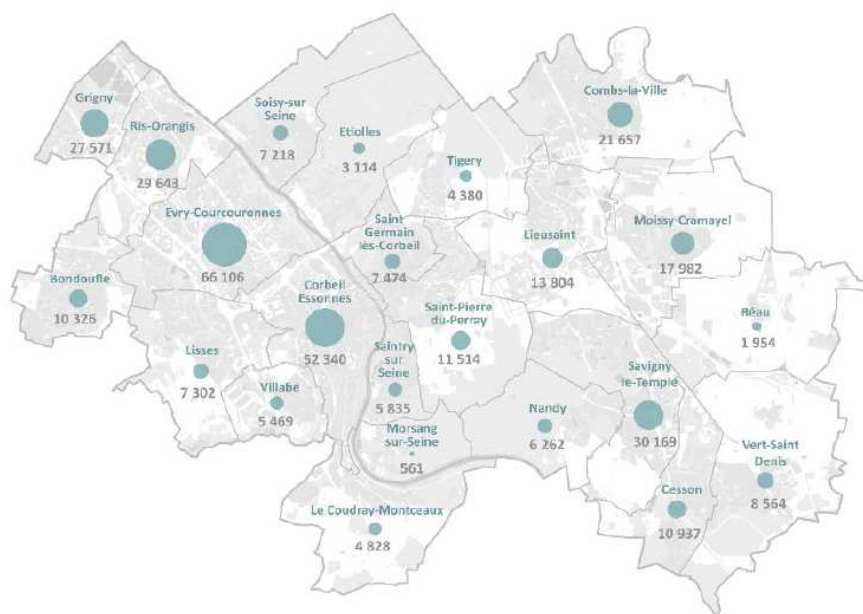 Grigny
27 571
Ris-Orangis
29 643
Soisy-sur
Seine
7 218
Etiolles
3 114
Combs-la-Ville
21 657
Tigery
4 380
Evry-Courcouronnes
66 106
Saint
Germain
lès-Corbeil
7 474
Lieusaint
13 804
Moissy-Cramayel
17 982
Bondoufle
10 326
Corbeil
Essonnes
52 340
Saint-Pierre
du-Perray
11 514
Réau
1 954
Lisses
7 302
Villabé
5 469
Saintry
sur
Seine
5 835
Morsang
sur-Seine
561
Nandy
6 262
Savigny
le-Temple
30 169
Vert-Saint
Denis
8 564
Cesson
10 937
Le Coudray-Montceaux
4 828